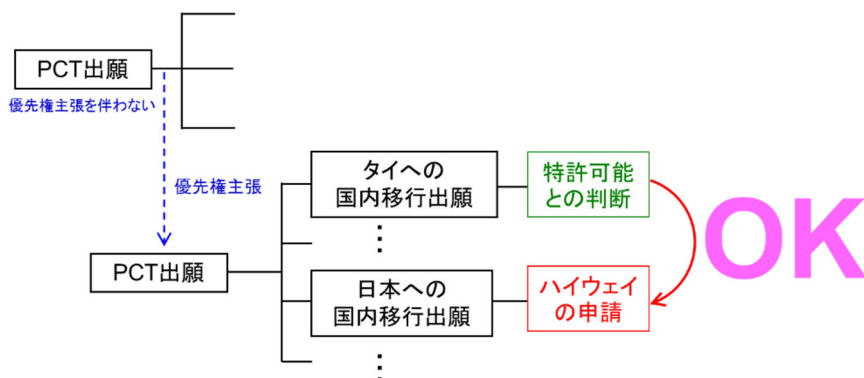 PCT出願
優先権主張を伴わない
優先権主張
PCT出願
タイへの
国内移行出願
特許可能
との判断
OK
日本への
国内移行出願
ハイウェイ
の申請